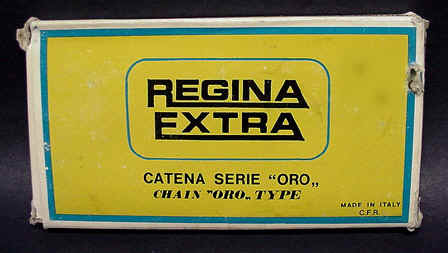 REGINA
EXTRA
CATENA SERIE “ORO„
CHAIN ”ORO„ TYPE
MADE IN ITALY
C.F.R.